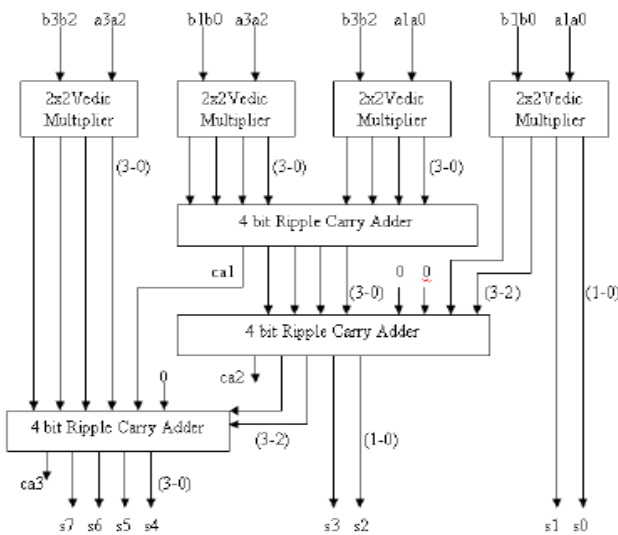 b3b2 a3a2 b1b0 a3a2 b3b2 a1a0 b1b0 a1a0
2x2Vedic Multiplier
2x2Vedic Multiplier
2x2Vedic Multiplier
2x2Vedic Multiplier
(3-0) (3-0) (3-0)
4 bit Ripple Carry Adder
ca1 (3-0) 0 0 (3-2) (1-0)
4 bit Ripple Carry Adder
0 ca2
4 bit Ripple Carry Adder
(3-2) (1-0)
ca3 (3-0)
s7 s6 s5 s4 s3 s2 s1 s0